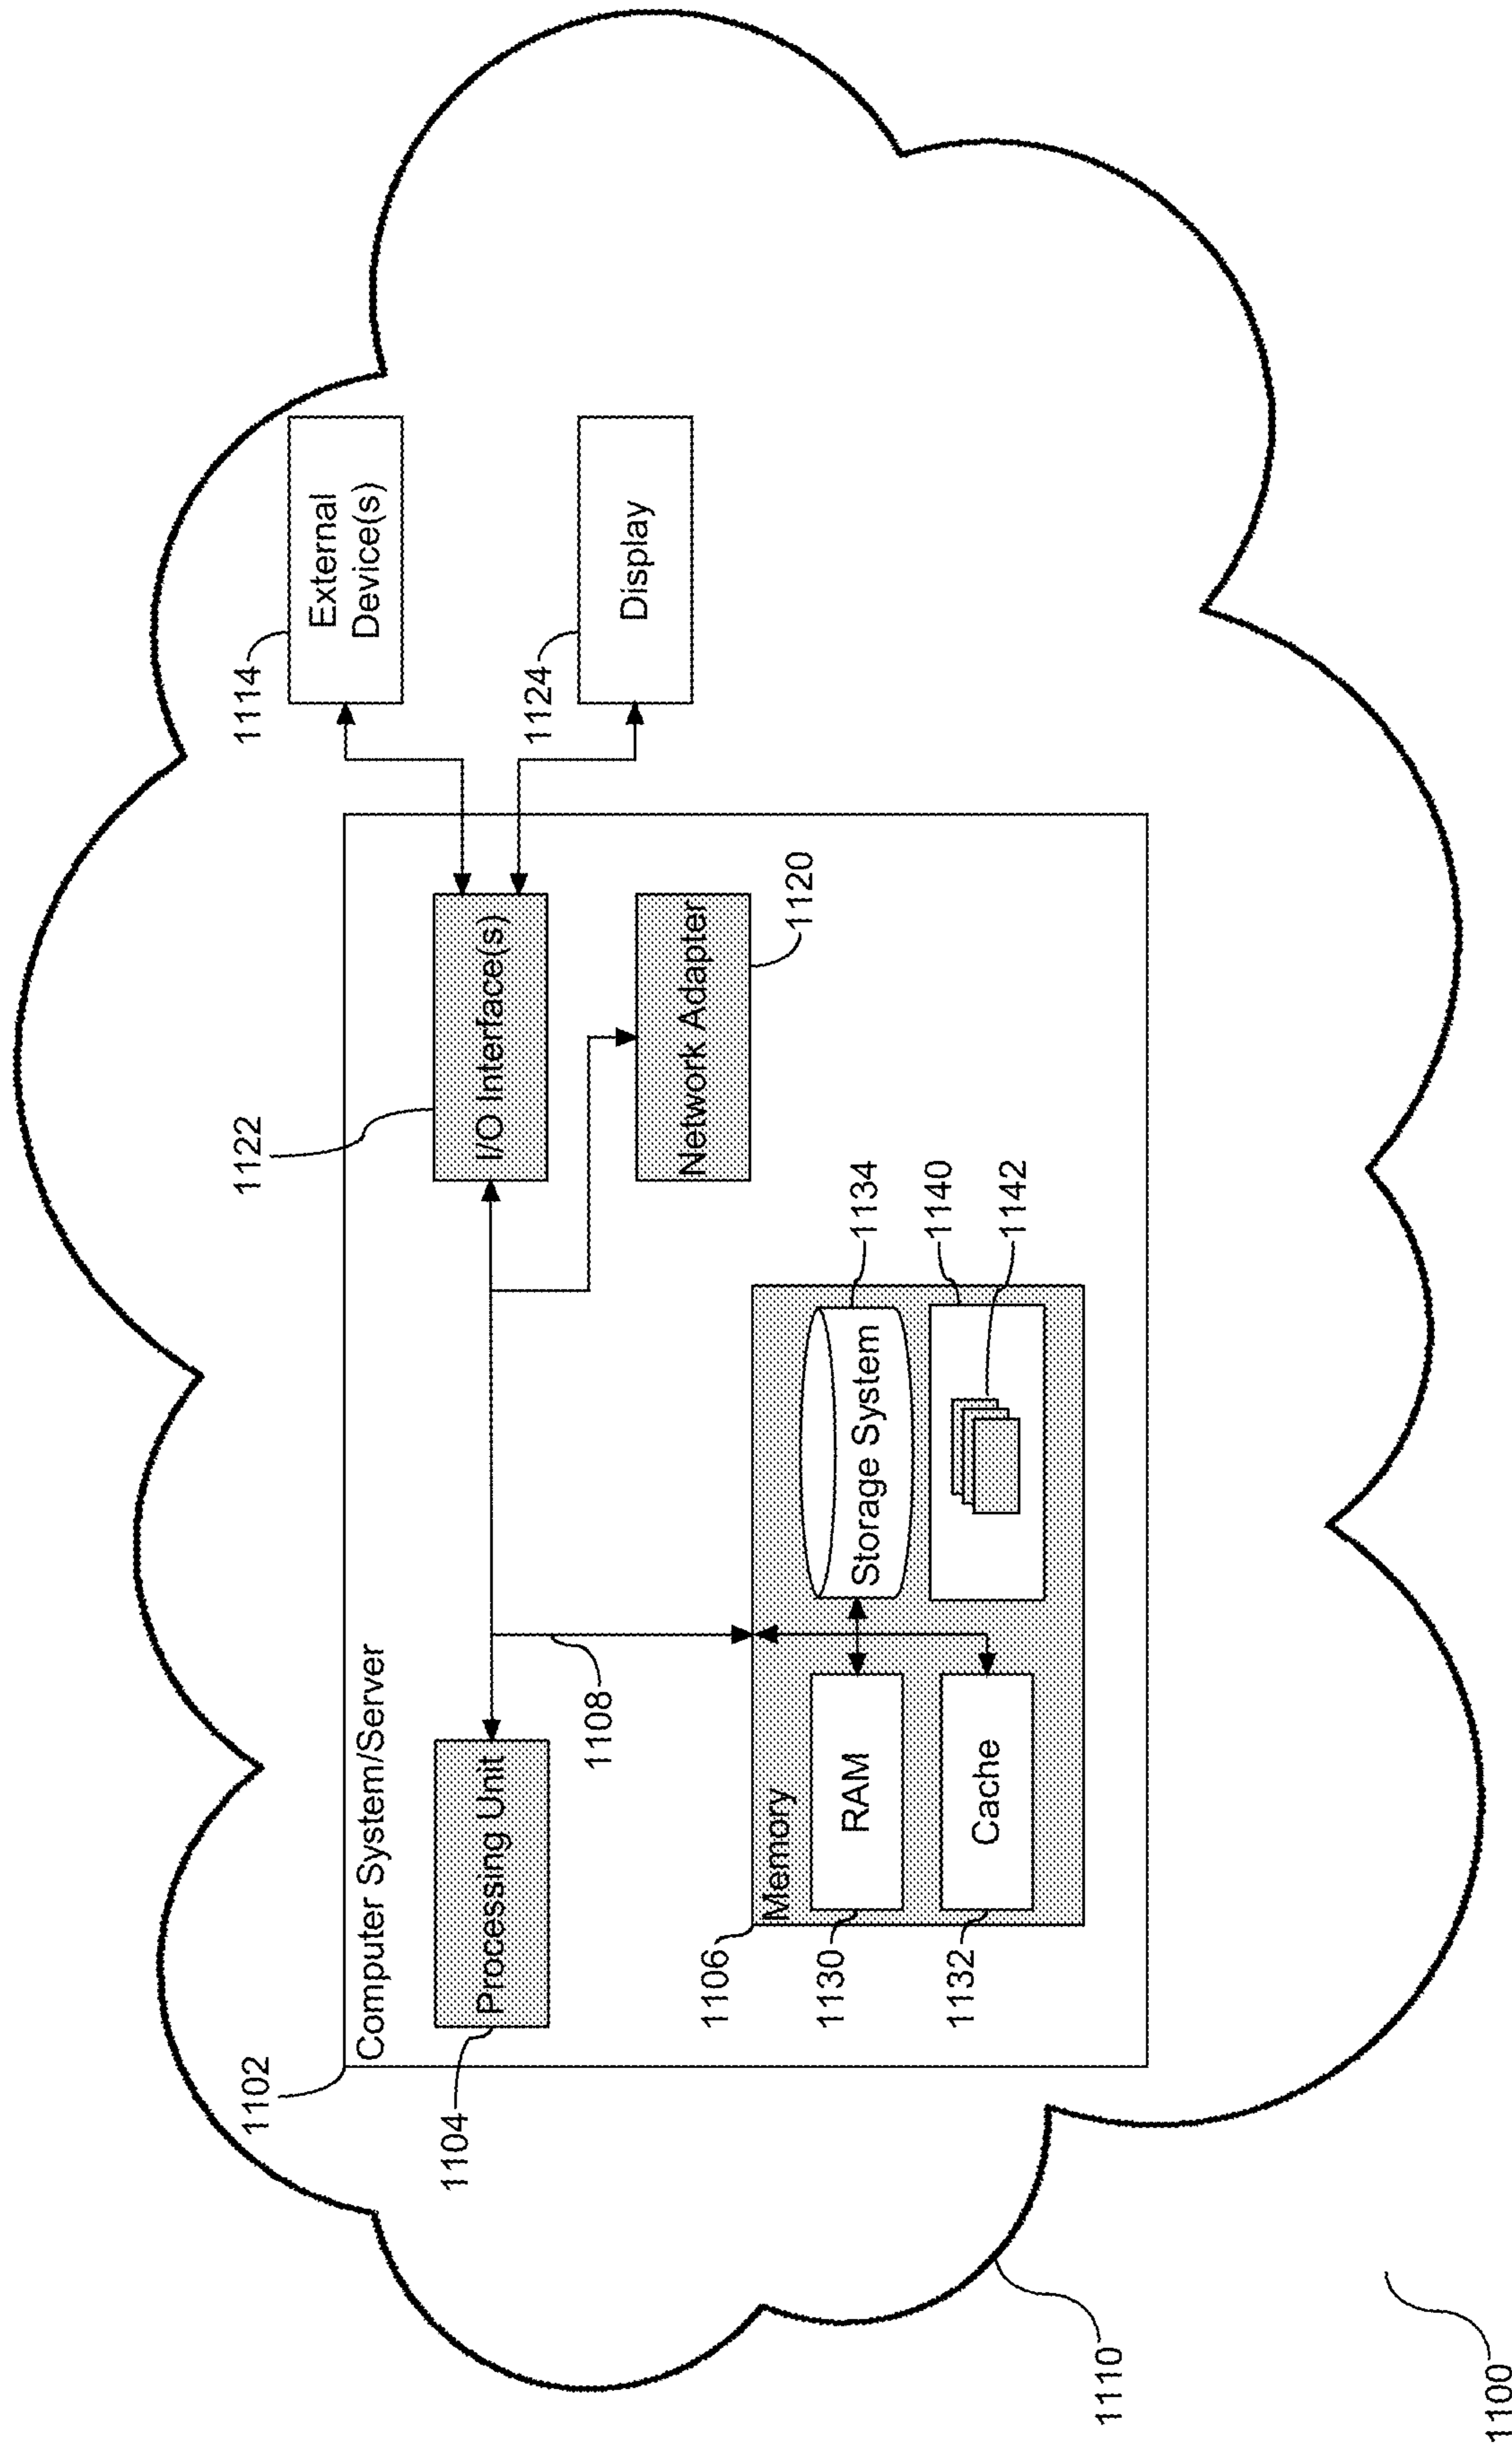 1102
Computer System/Server
1104
Processing Unit
1108
1122
I/O Interface(s)
1114
External
Device(s)
1124
Display
Network Adapter
1120
1106
Memory
1130
RAM
1132
Cache
Storage System
1134
1140
1142
1110
1100